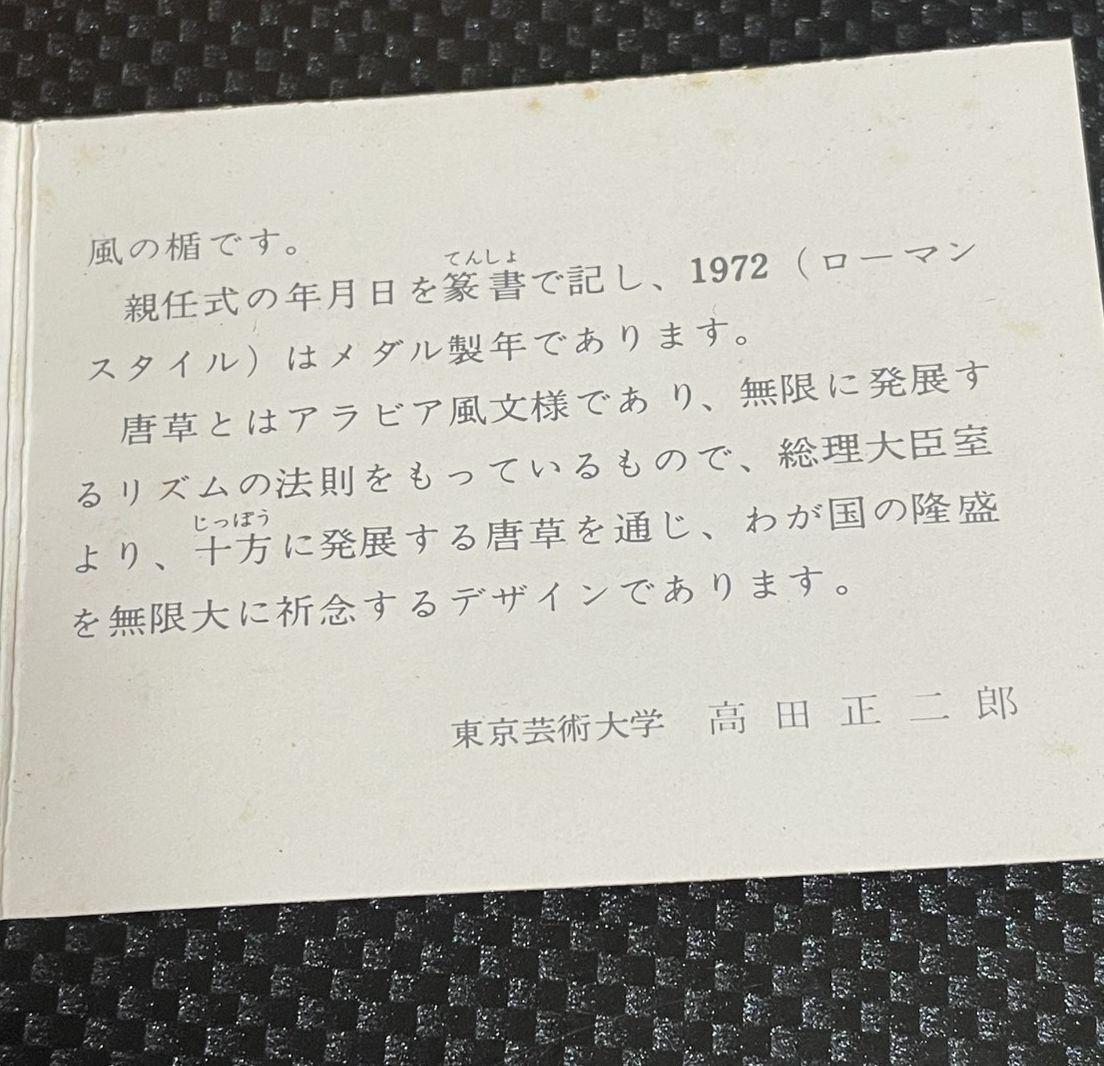 風の楯です。
親任式の年月日を篆書で記し、1972（ローマン
スタイル）はメダル製年であります。
唐草とはアラビア風文様であり、無限に発展す
るリズムの法則をもっているもので、総理大臣室
より、十方に発展する唐草を通じ、わが国の隆盛
を無限大に祈念するデザインであります。
東京芸術大学　高田正二郎
てんしょ
じっぽう